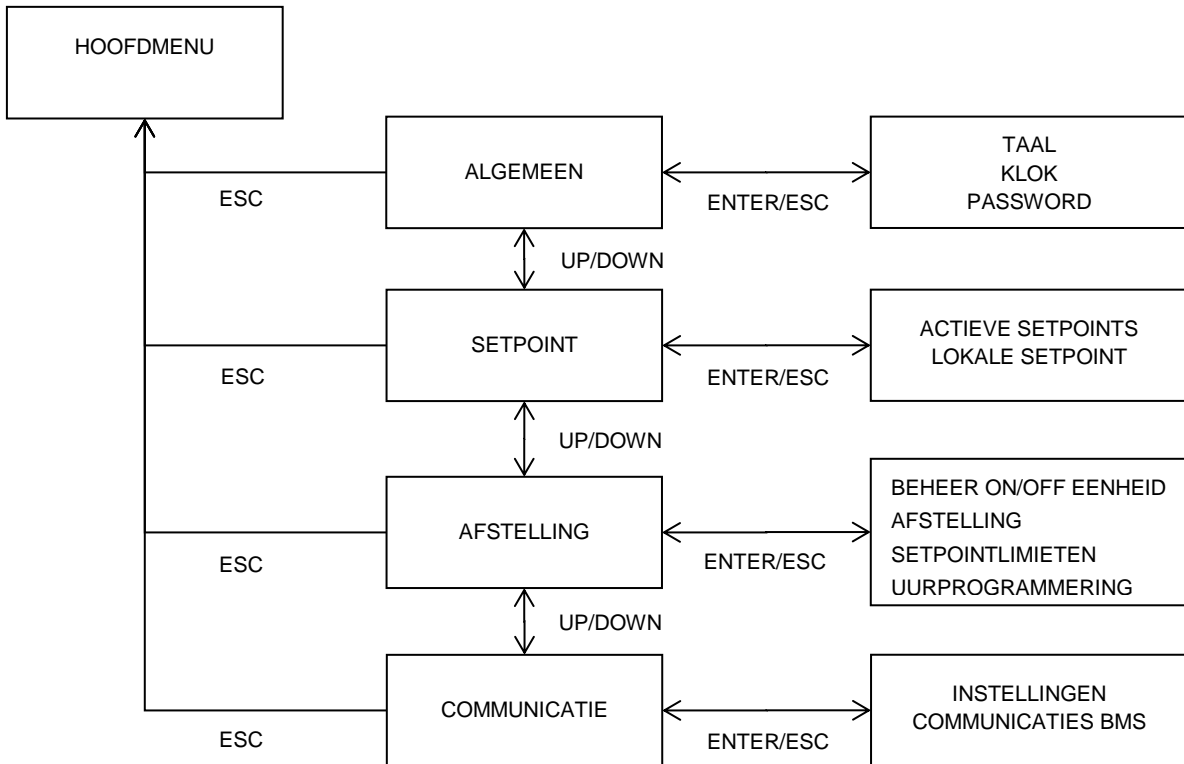 HOOFDMENU
ALGEMEEN
TAAL
KLOK
PASSWORD
ESC
ENTER/ESC
UP/DOWN
SETPOINT
ACTIEVE SETPOINTS
LOKALE SETPOINT
ESC
ENTER/ESC
UP/DOWN
AFSTELLING
BEHEER ON/OFF EENHEID
AFSTELLING
SETPOINTLIMIETEN
UURPROGRAMMERING
ESC
ENTER/ESC
UP/DOWN
COMMUNICATIE
INSTELLINGEN
COMMUNICATIES BMS
ESC
ENTER/ESC